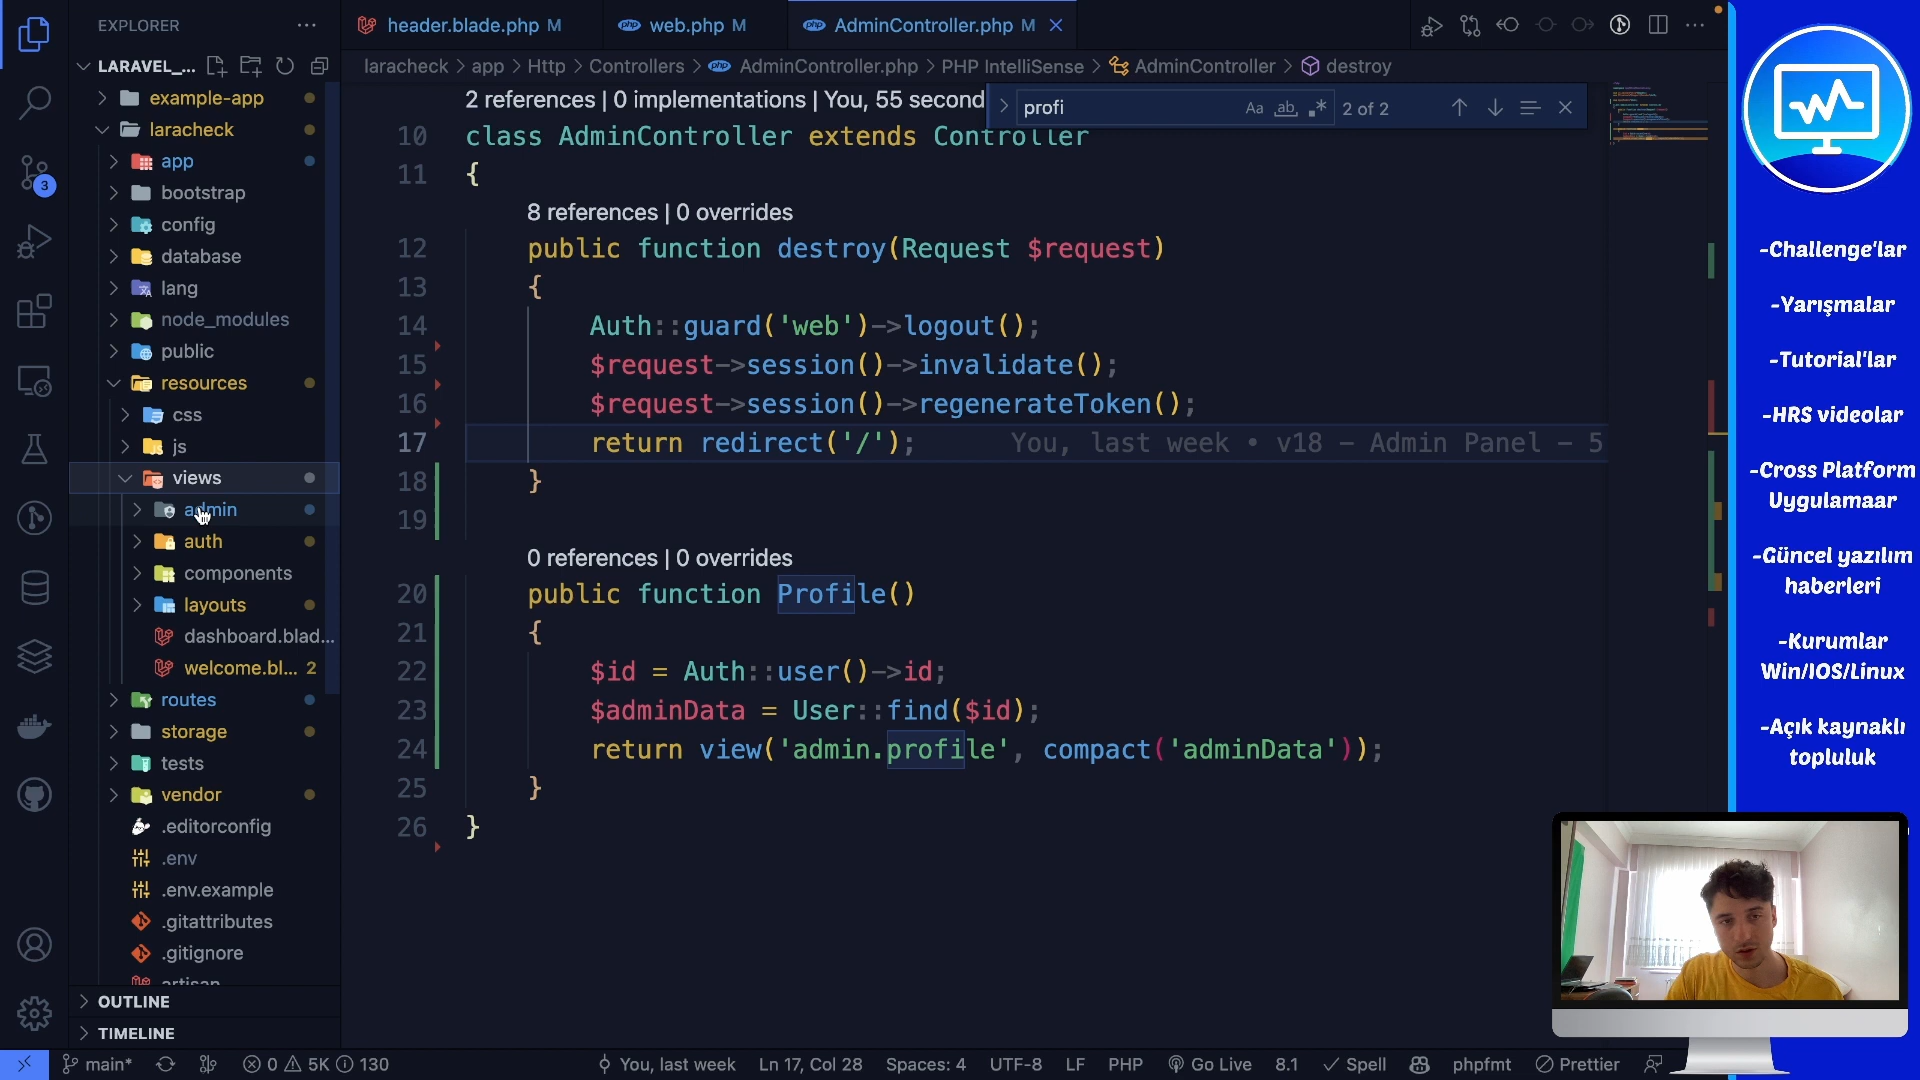 EXPLORER
LARAVEL_...
example-app
laracheck
app
bootstrap
config
database
lang
node_modules
public
resources
css
js
views
admin
auth
components
layouts
dashboard.blad...
welcome.bl... 2
routes
storage
tests
vendor
.editorconfig
.env
.env.example
.gitattributes
.gitignore
artisan
OUTLINE
TIMELINE
3
header.blade.php M
php web.php M
php AdminController.php M
laracheck > app > Http > Controllers > php AdminController.php > PHP IntelliSense > AdminController > destroy
profi Aa ab 2 of 2
2 references | 0 implementations | You, 55 second
10 class AdminController extends Controller
11 {
8 references | 0 overrides
12 public function destroy(Request $request)
13 {
14 Auth::guard('web')->logout();
15 $request->session()->invalidate();
16 $request->session()->regenerateToken();
17 return redirect('/'); You, last week • v18 – Admin Panel – 5
18 }
19
0 references | 0 overrides
20 public function Profile()
21 {
22 $id = Auth::user()->id;
23 $adminData = User::find($id);
24 return view('admin.profile', compact('adminData'));
25 }
26 }
main* 0 5K 130 You, last week Ln 17, Col 28 Spaces: 4 UTF-8 LF PHP Go Live 8.1 Spell phpfmt Prettier
-Challenge'lar
-Yarışmalar
-Tutorial'lar
-HRS videolar
-Cross Platform
Uygulamaar
-Güncel yazılım
haberleri
-Kurumlar
Win/IOS/Linux
-Açık kaynaklı
topluluk